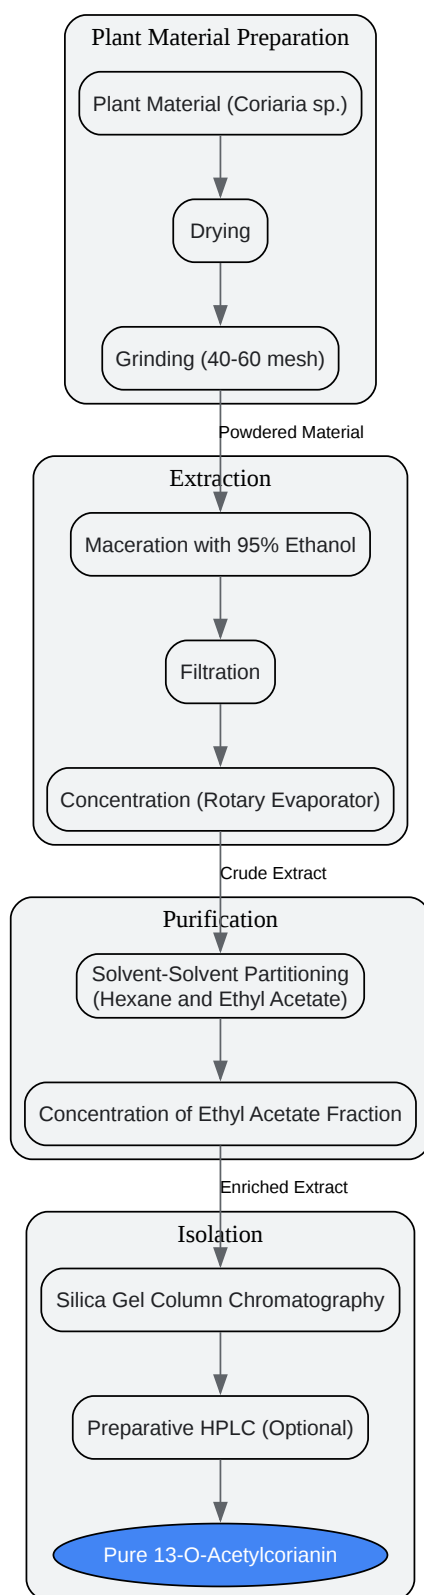 Plant Material Preparation
Plant Material (Coriaria sp.)
Drying
Grinding (40-60 mesh)
Powdered Material
Extraction
Maceration with 95% Ethanol
Filtration
Concentration (Rotary Evaporator)
Crude Extract
Purification
Solvent-Solvent Partitioning
(Hexane and Ethyl Acetate)
Concentration of Ethyl Acetate Fraction
Enriched Extract
Isolation
Silica Gel Column Chromatography
Preparative HPLC (Optional)
Pure 13-O-Acetylcorianin